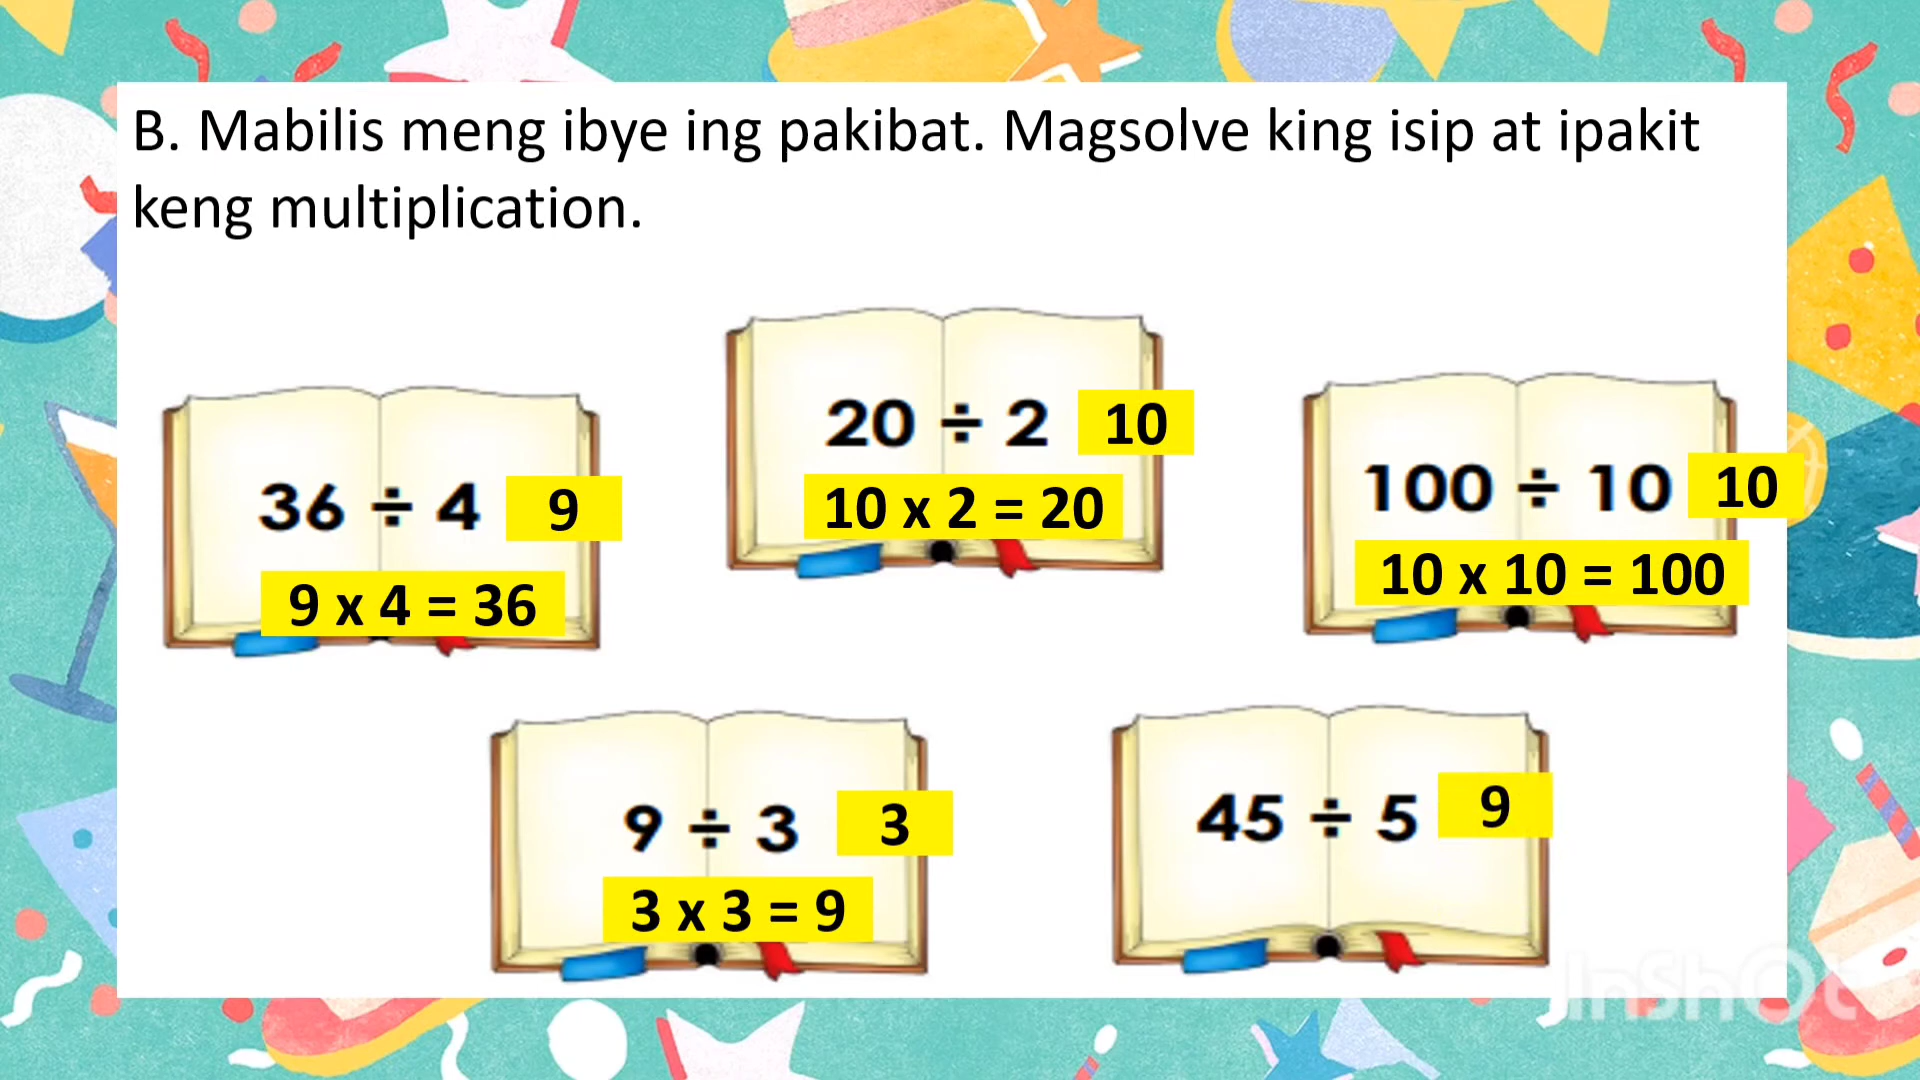 B. Mabilis meng ibye ing pakibat. Magsolve king isip at ipakit
keng multiplication.
36 ÷ 4 9
9 x 4 = 36
20 ÷ 2 10
10 x 2 = 20
100 ÷ 10 10
10 x 10 = 100
9 ÷ 3 3
3 x 3 = 9
45 ÷ 5 9
InShOt